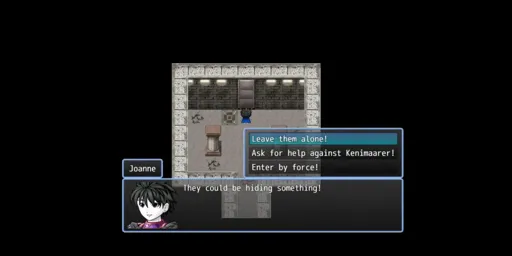 Leave them alone!
Ask for help against Kenimaarer!
Enter by force!
Joanne
They could be hiding something!